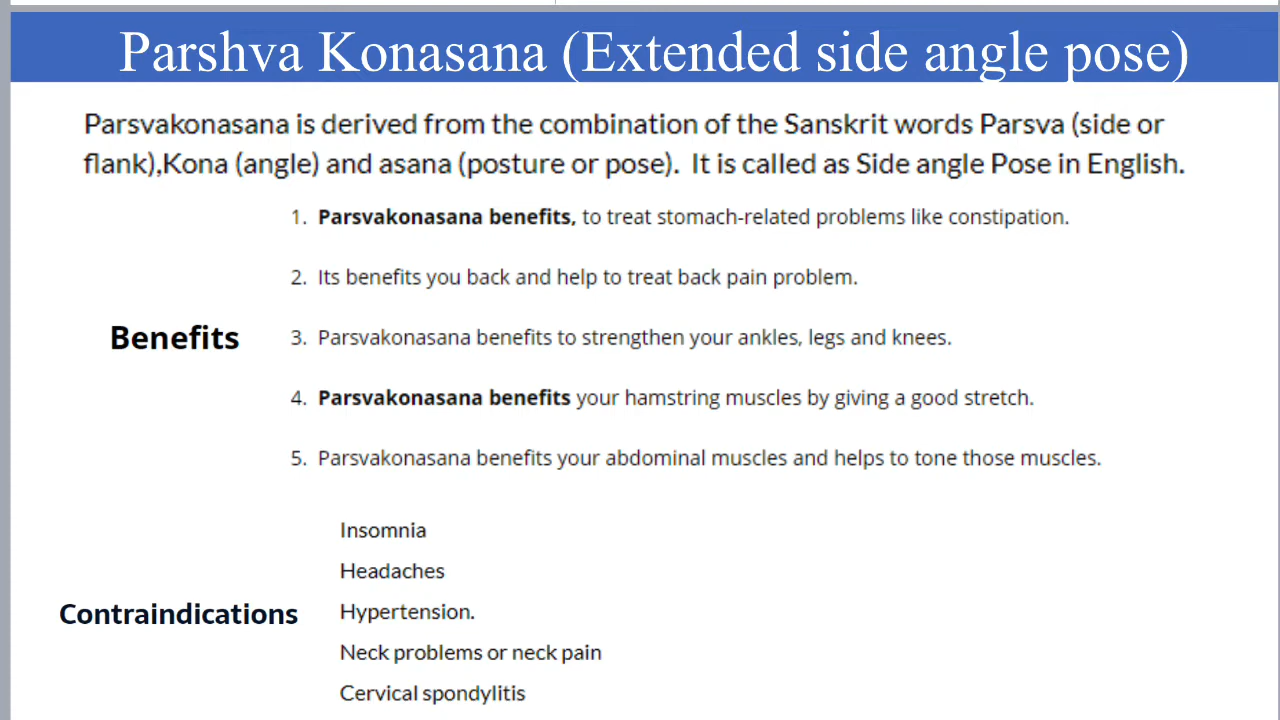 Parshva Konasana (Extended side angle pose)
Parsvakonasana is derived from the combination of the Sanskrit words Parsva (side or
flank),Kona (angle) and asana (posture or pose). It is called as Side angle Pose in English.
Benefits
1. Parsvakonasana benefits, to treat stomach-related problems like constipation.
2. Its benefits you back and help to treat back pain problem.
3. Parsvakonasana benefits to strengthen your ankles, legs and knees.
4. Parsvakonasana benefits your hamstring muscles by giving a good stretch.
5. Parsvakonasana benefits your abdominal muscles and helps to tone those muscles.
Contraindications
Insomnia
Headaches
Hypertension.
Neck problems or neck pain
Cervical spondylitis